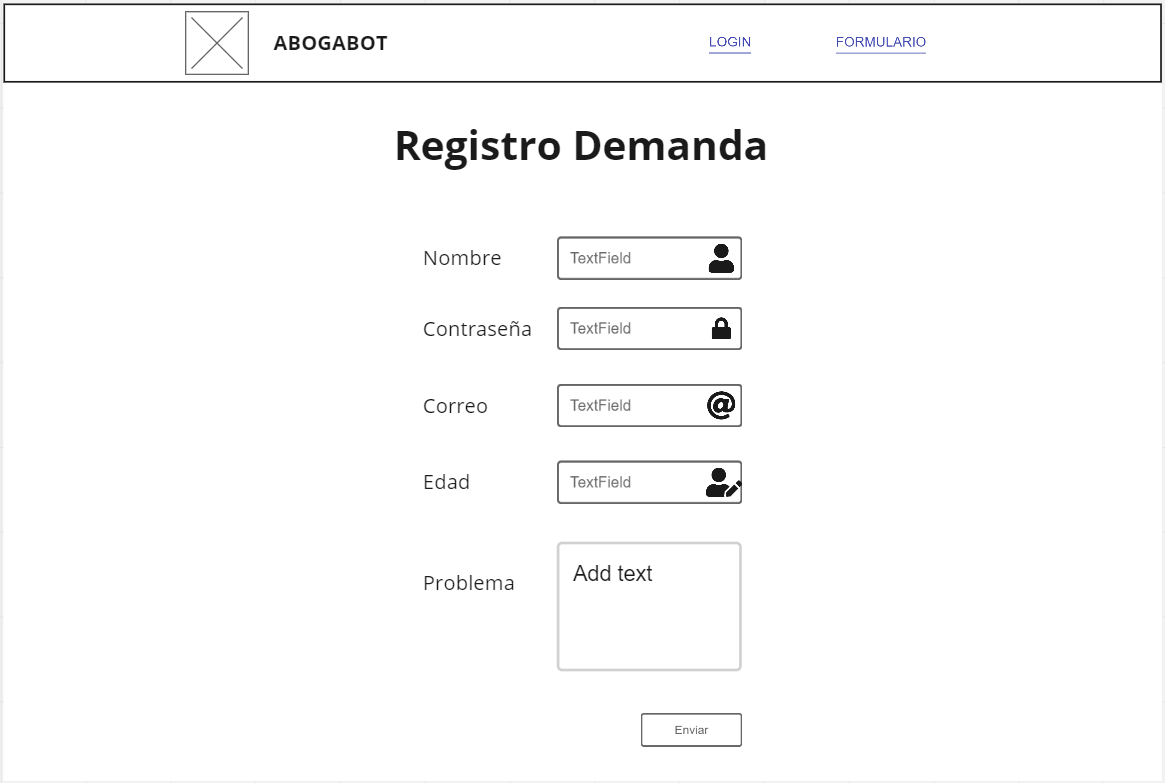 ABOGABOT
LOGIN
FORMULARIO
Registro Demanda
Nombre
TextField
Contraseña
TextField
Correo
TextField
@
Edad
TextField
Problema
Add text
Enviar